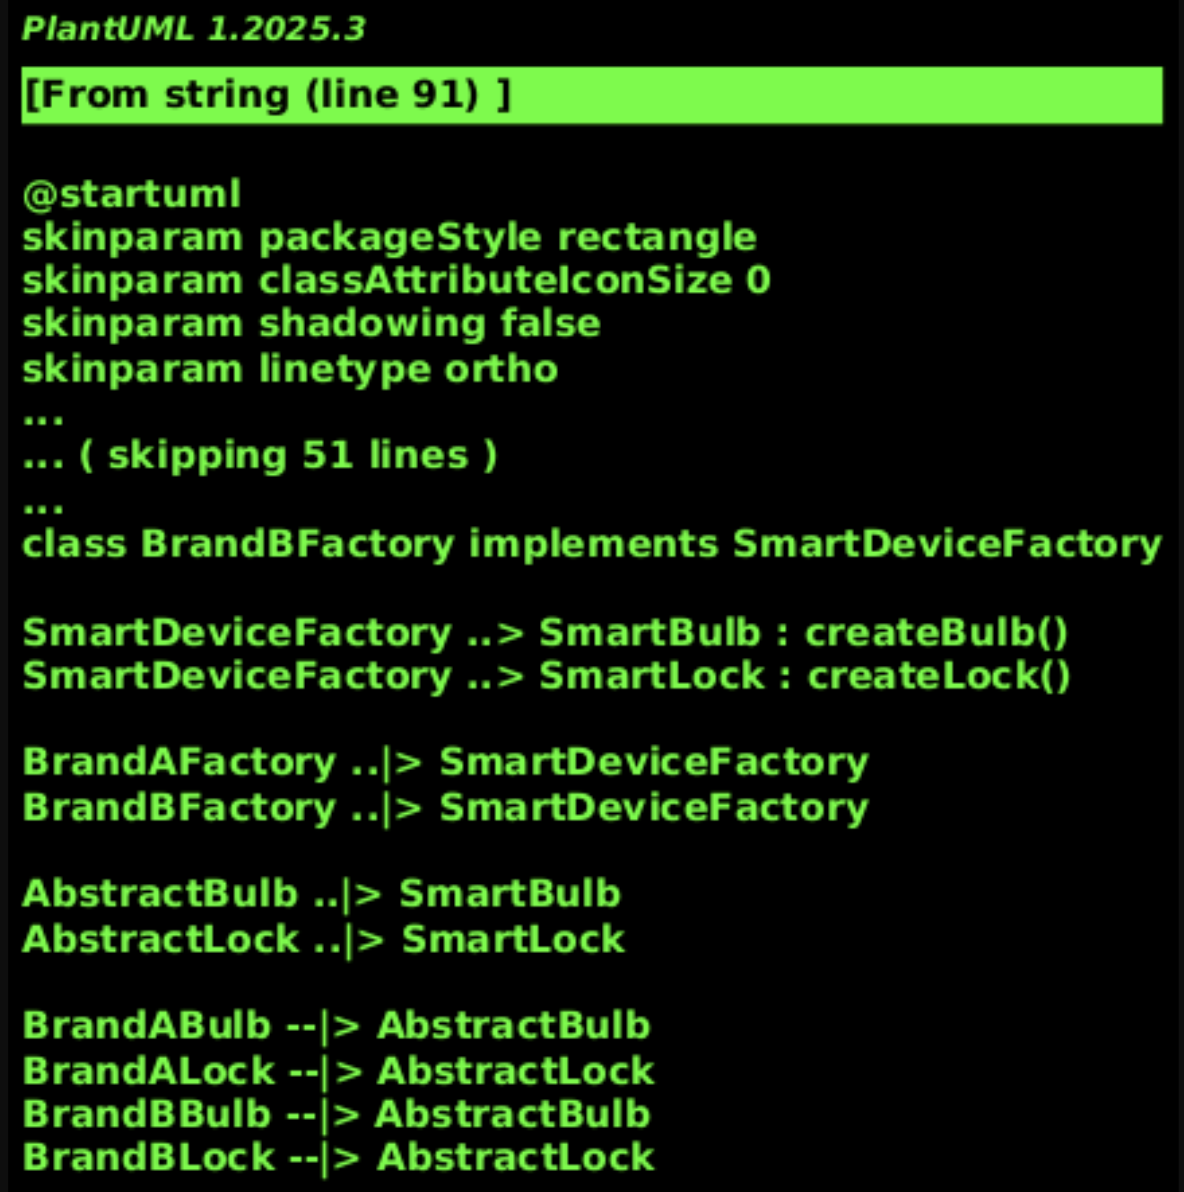 PlantUML 1.2025.3
[From string (line 91) ]
@startuml
skinparam packageStyle rectangle
skinparam classAttributeIconSize 0
skinparam shadowing false
skinparam linetype ortho
...
... ( skipping 51 lines )
...
class BrandBFactory implements SmartDeviceFactory
SmartDeviceFactory ..> SmartBulb : createBulb()
SmartDeviceFactory ..> SmartLock : createLock()
BrandAFactory ..|> SmartDeviceFactory
BrandBFactory ..|> SmartDeviceFactory
AbstractBulb ..|> SmartBulb
AbstractLock ..|> SmartLock
BrandABulb --|> AbstractBulb
BrandALock --|> AbstractLock
BrandBBulb --|> AbstractBulb
BrandBLock --|> AbstractLock